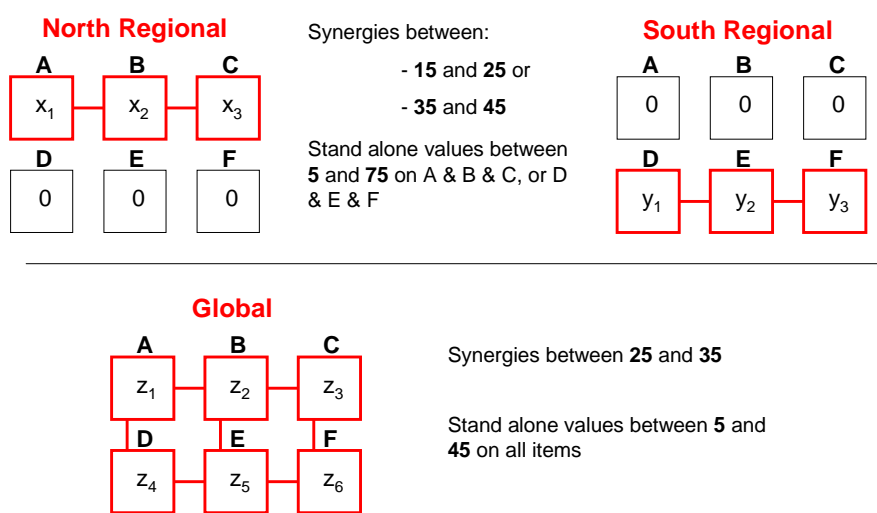 North Regional
A B C
x1 x2 x3
D E F
0 0 0
Synergies between:
- 15 and 25 or
- 35 and 45
Stand alone values between
5 and 75 on A & B & C, or D
& E & F
South Regional
A B C
0 0 0
D E F
y1 y2 y3
Global
A B C
z1 z2 z3
D E F
z4 z5 z6
Synergies between 25 and 35
Stand alone values between 5 and
45 on all items